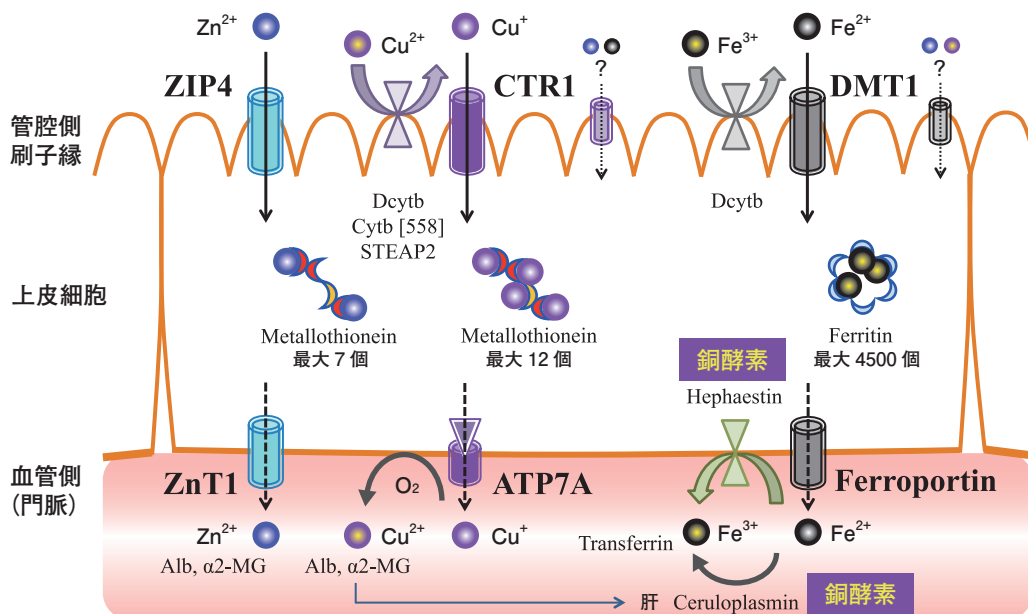 Zn2+
Cu2+
Cu+
Fe3+
Fe2+
ZIP4
CTR1
?
DMT1
?
管腔側
刷子縁
Dcytb
Cytb [558]
STEAP2
Dcytb
上皮細胞
Metallothionein
最大 7 個
Metallothionein
最大 12 個
Ferritin
最大 4500 個
銅酵素
Hephaestin
血管側
（門脈）
ZnT1
O2
ATP7A
Ferroportin
Zn2+
Cu2+
Cu+
Fe3+
Fe2+
Transferrin
Alb, α2-MG
Alb, α2-MG
肝
Ceruloplasmin
銅酵素